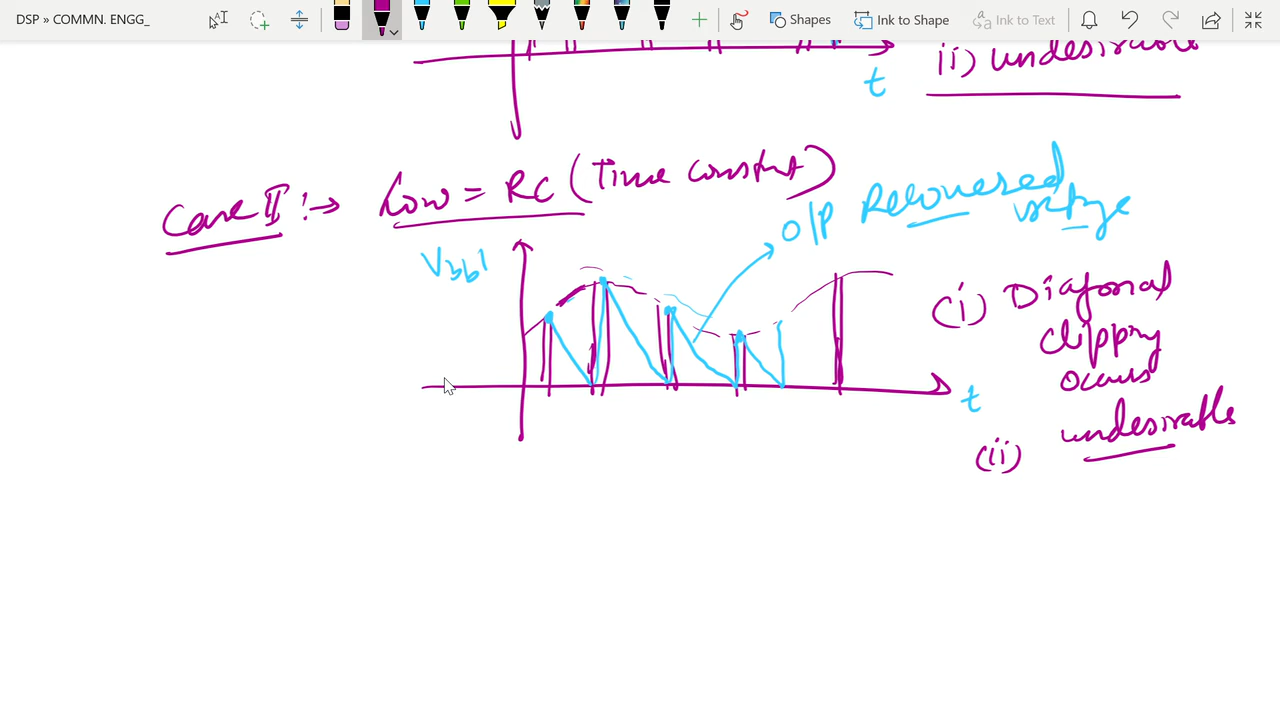 DSP » COMMN. ENGG_
Shapes
Ink to Shape
Ink to Text
ii) undesirable
t
Case II :→ Low = RC (Time constant)
O/P Recovered
voltage
t
(i) Diagonal
clipping
occurs
(ii) undesirable